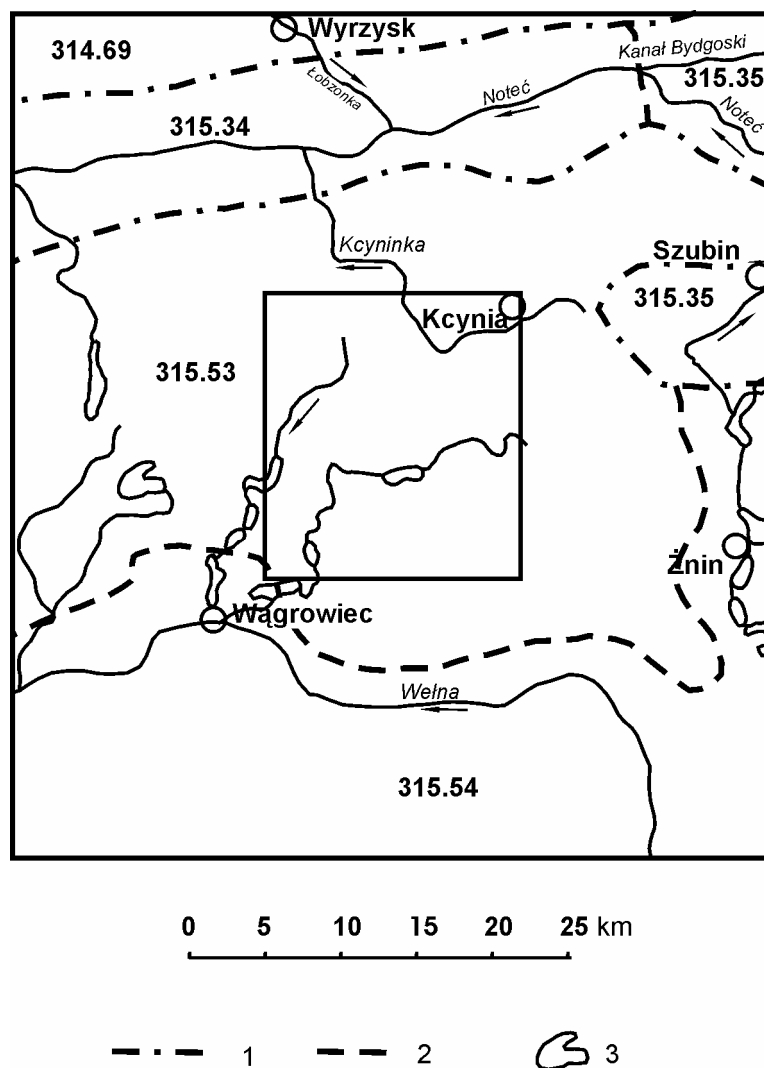 Wyrzysk
314.69
Kanał Bydgoski
Łobzonka
315.35
Noteć
Noteć
315.34
Kcyninka
Szubin
315.35
Kcynia
315.53
Żnin
Wągrowiec
Wełna
315.54
0 5 10 15 20 25 km
1 2 3